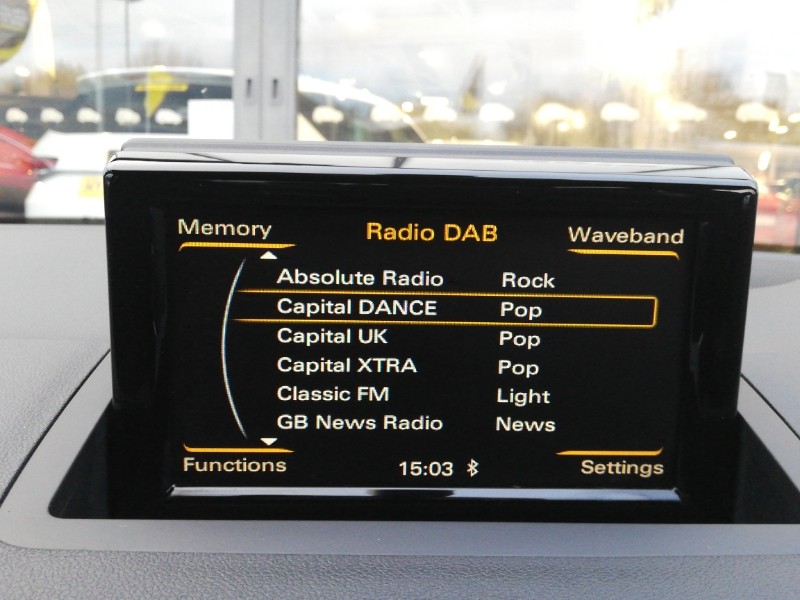 Memory Radio DAB Waveband
Absolute Radio Rock
Capital DANCE Pop
Capital UK Pop
Capital XTRA Pop
Classic FM Light
GB News Radio News
Functions 15:03 Settings